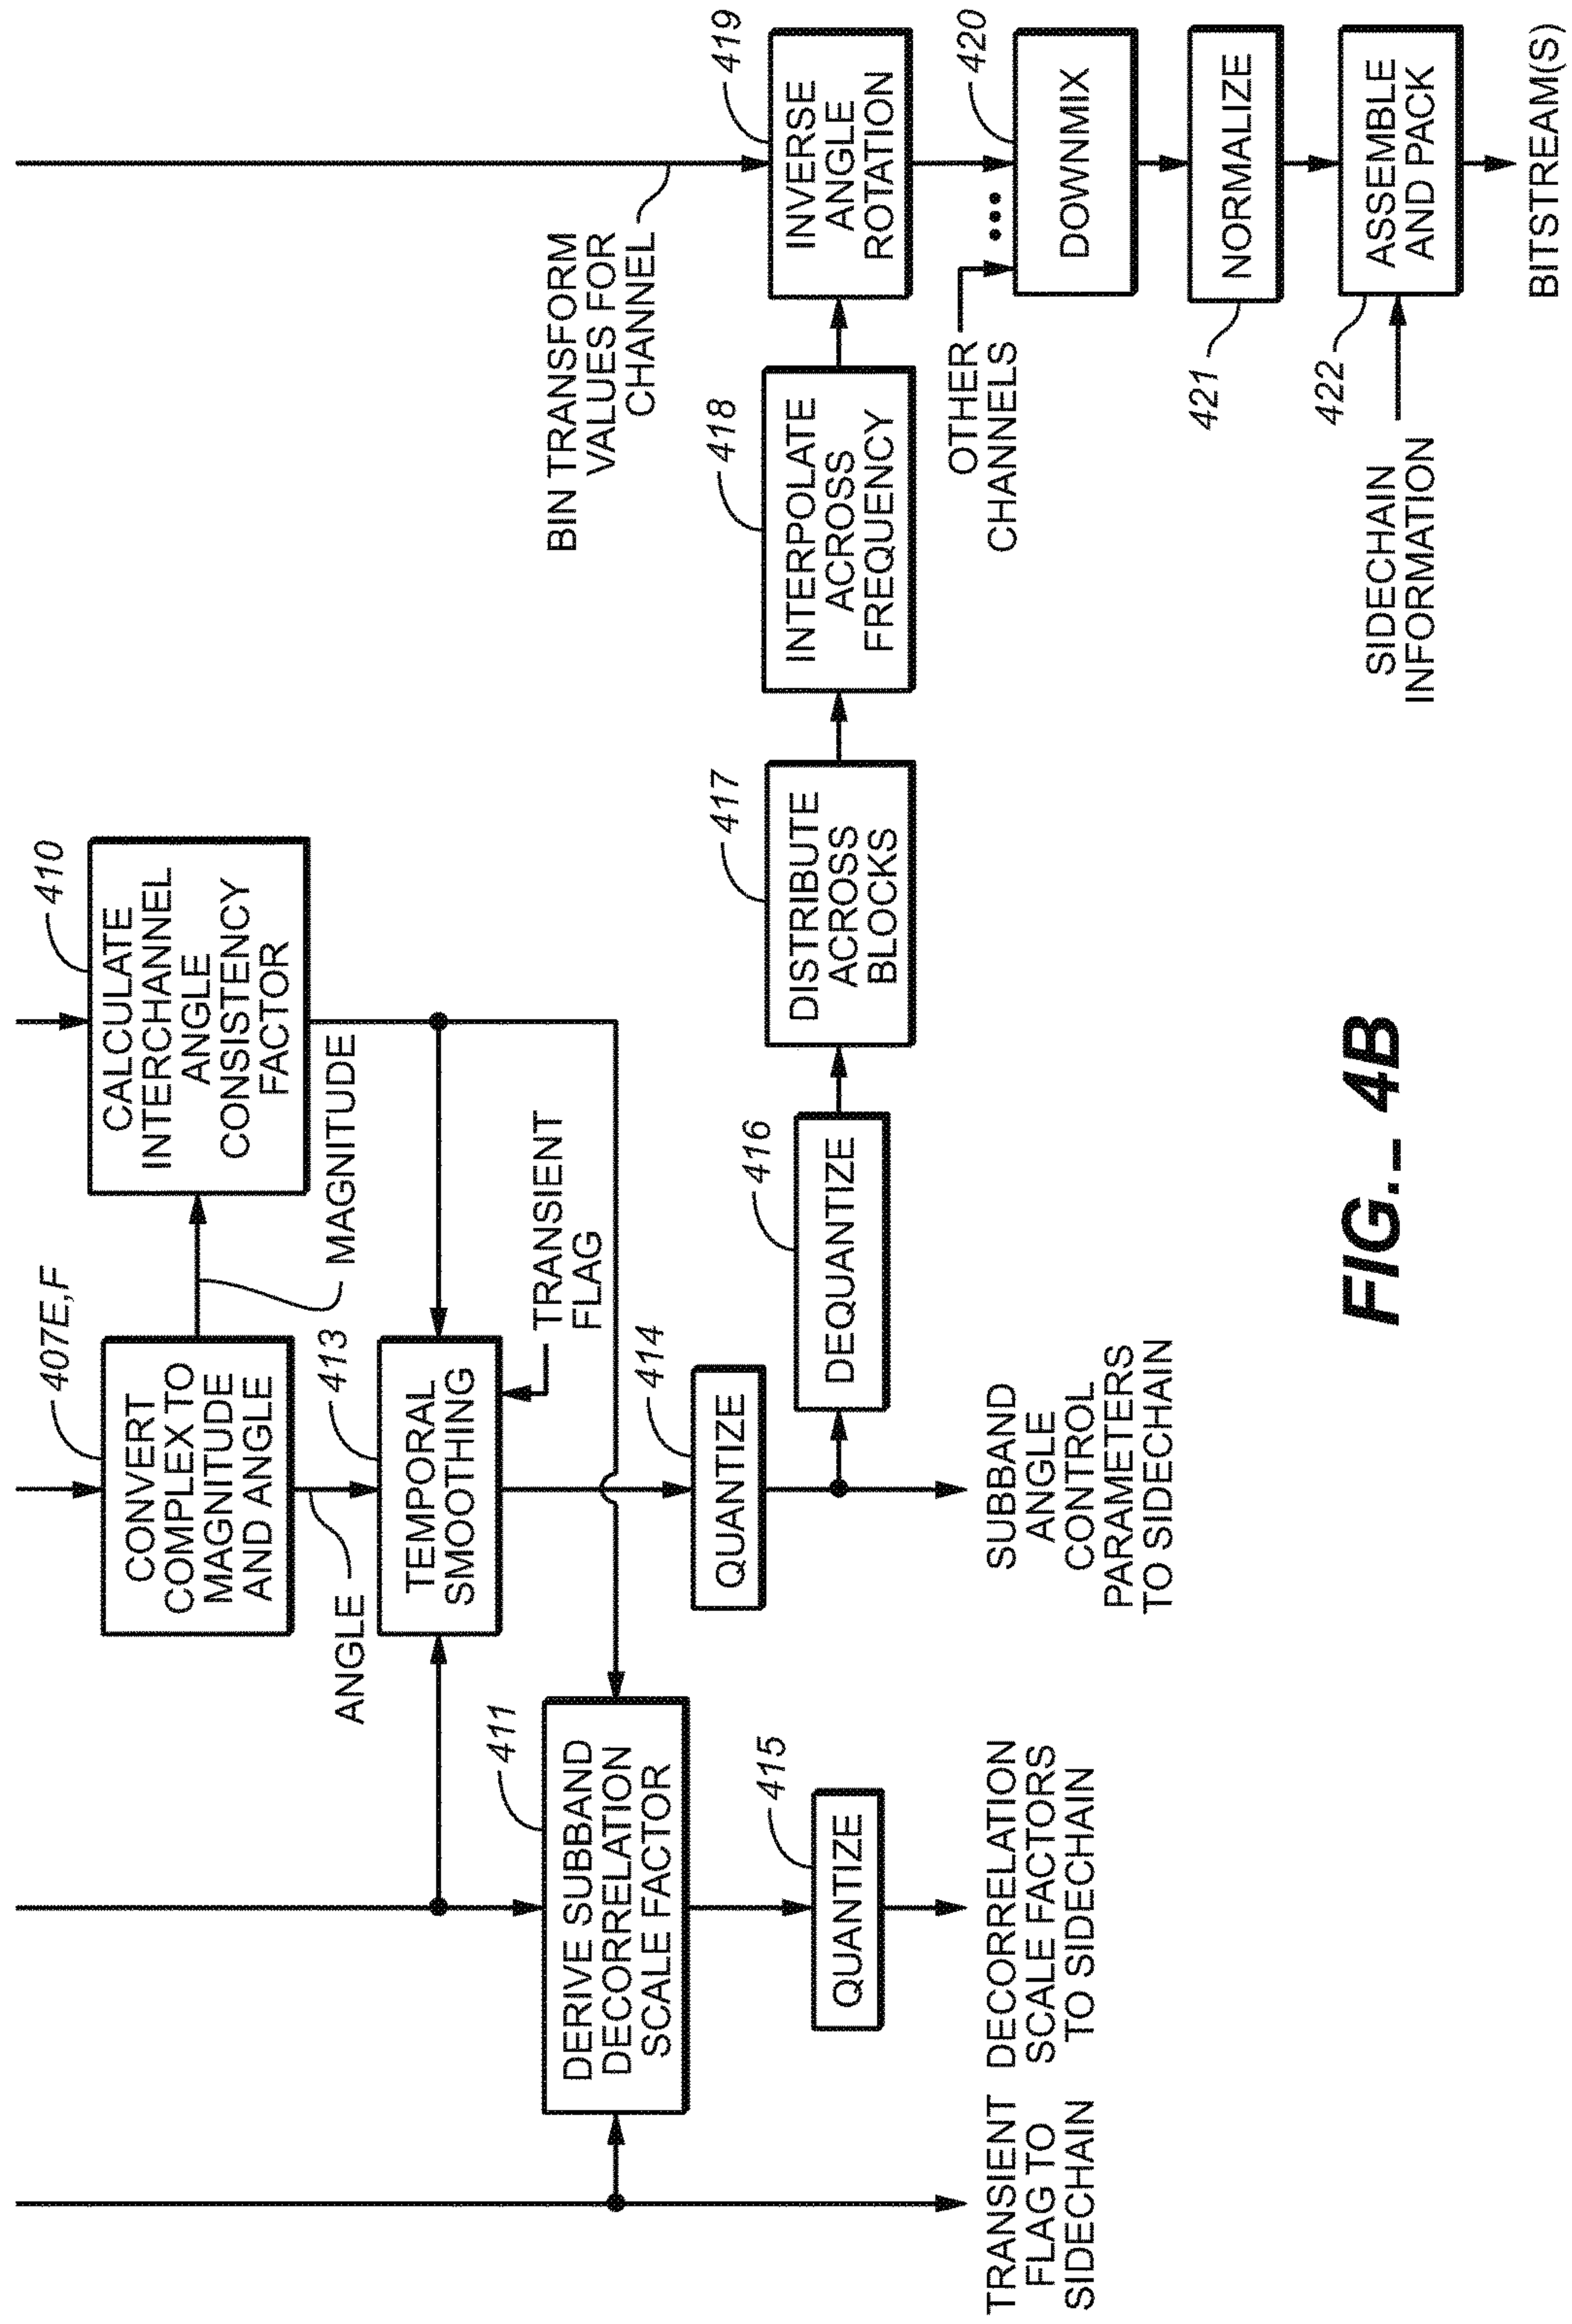 CONVERT
COMPLEX TO
MAGNITUDE
AND ANGLE
407E,F
CALCULATE
INTERCHANNEL
ANGLE
CONSISTENCY
FACTOR
410
MAGNITUDE
ANGLE
TEMPORAL
SMOOTHING
413
TRANSIENT
FLAG
BIN TRANSFORM
VALUES FOR
CHANNEL
DERIVE SUBBAND
DECORRELATION
SCALE FACTOR
411
QUANTIZE
414
QUANTIZE
415
DEQUANTIZE
416
DISTRIBUTE
ACROSS
BLOCKS
417
INTERPOLATE
ACROSS
FREQUENCY
418
INVERSE
ANGLE
ROTATION
419
OTHER
CHANNELS
DOWNMIX
420
NORMALIZE
421
ASSEMBLE
AND PACK
422
SIDECHAIN
INFORMATION
BITSTREAM(S)
TRANSIENT
FLAG TO
SIDECHAIN
DECORRELATION
SCALE FACTORS
TO SIDECHAIN
SUBBAND
ANGLE
CONTROL
PARAMETERS
TO SIDECHAIN
FIG._ 4B